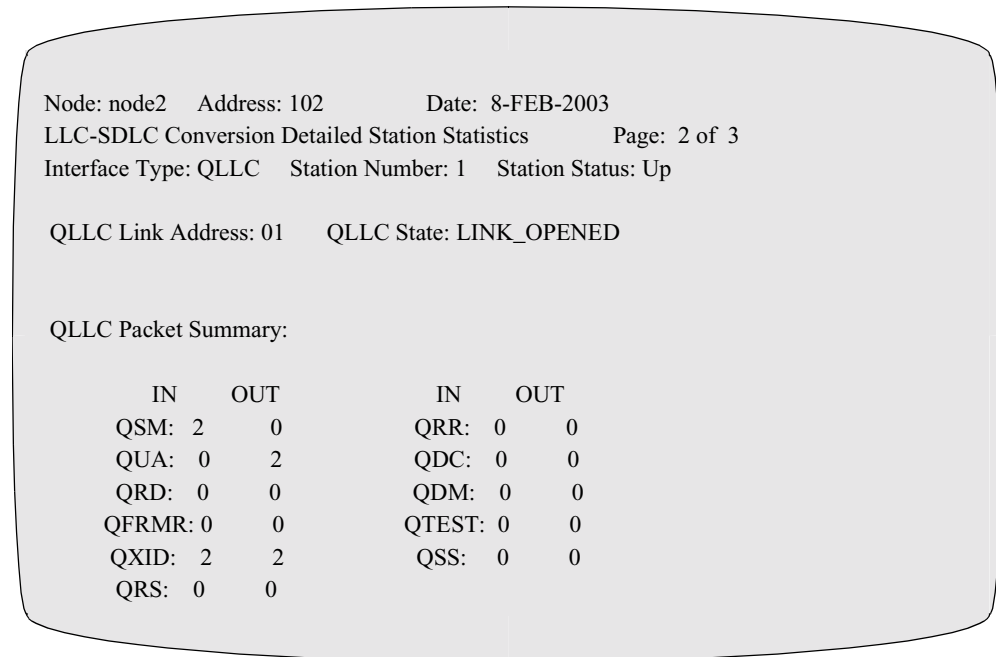 Node: node2 Address: 102 Date: 8-FEB-2003
LLC-SDLC Conversion Detailed Station Statistics Page: 2 of 3
Interface Type: QLLC Station Number: 1 Station Status: Up
QLLC Link Address: 01 QLLC State: LINK_OPENED
QLLC Packet Summary:
IN OUT IN OUT
QSM: 2 0 QRR: 0 0
QUA: 0 2 QDC: 0 0
QRD: 0 0 QDM: 0 0
QFRMR: 0 0 QTEST: 0 0
QXID: 2 2 QSS: 0 0
QRS: 0 0